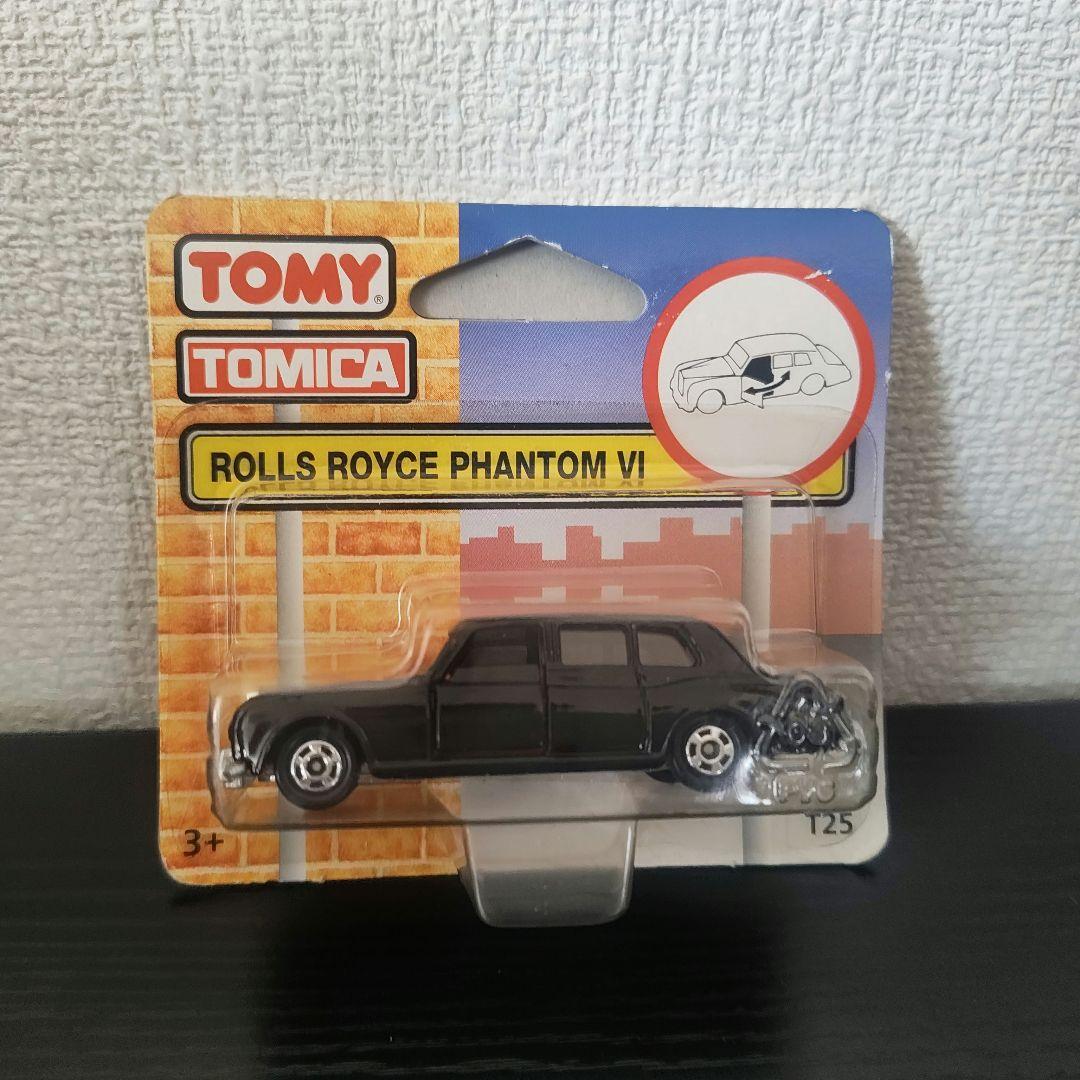 TOMY®
TOMICA
ROLLS ROYCE PHANTOM VI
3+
T25